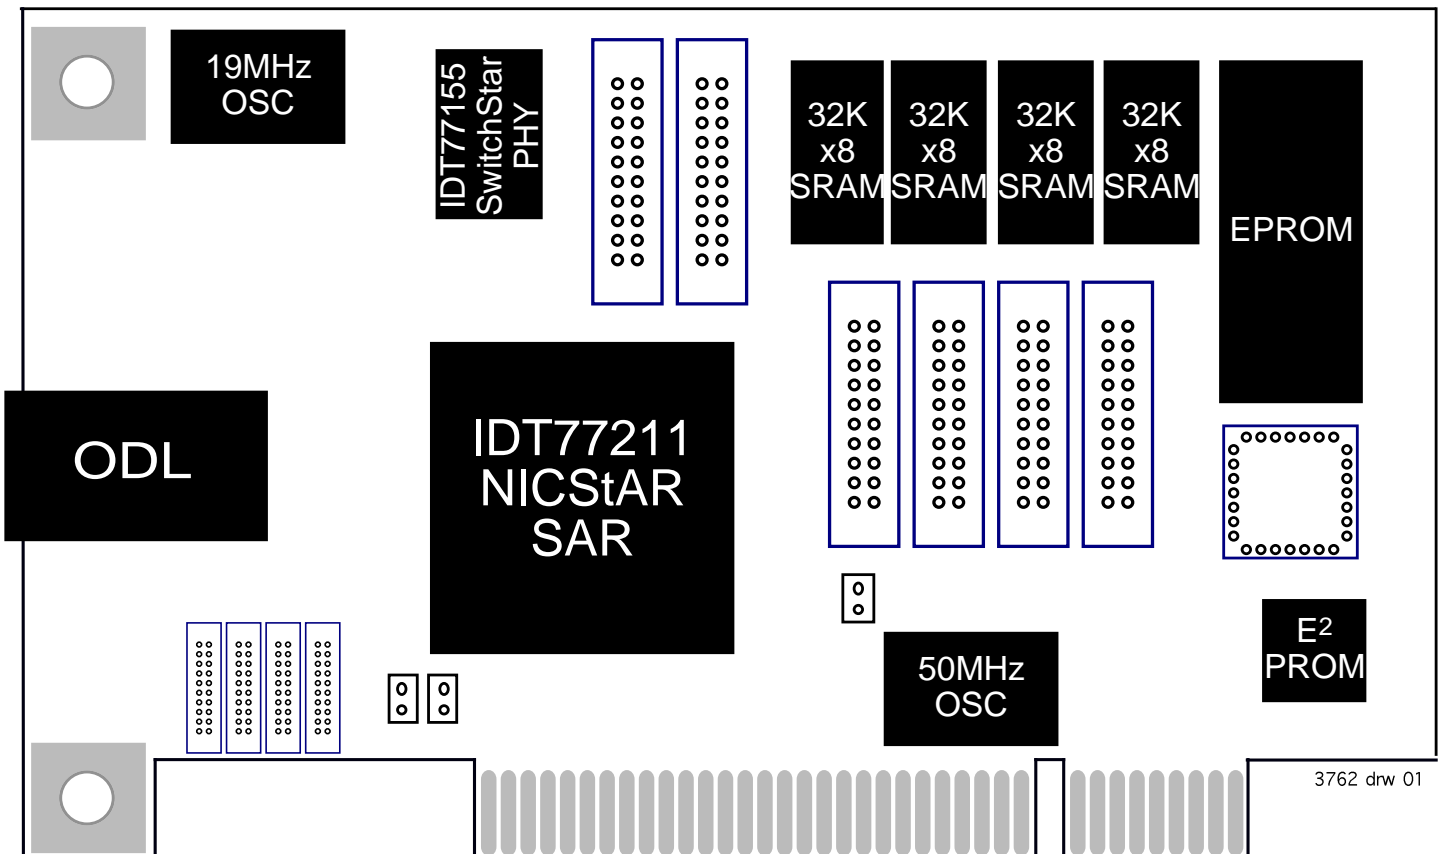 19MHz
OSC
IDT77155
SwitchStar
PHY
32K
x8
SRAM
32K
x8
SRAM
32K
x8
SRAM
32K
x8
SRAM
EPROM
ODL
IDT77211
NICStAR
SAR
50MHz
OSC
E2
PROM
3762 drw 01